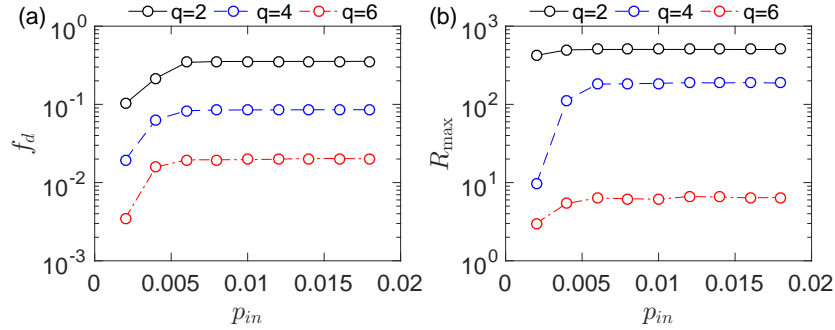 (a) q=2 q=4 q=6
10^0
10^-1
10^-2
10^-3
f_d
0 0.005 0.01 0.015 0.02
p_in
(b) q=2 q=4 q=6
10^3
10^2
10^1
10^0
R_max
0 0.005 0.01 0.015 0.02
p_in